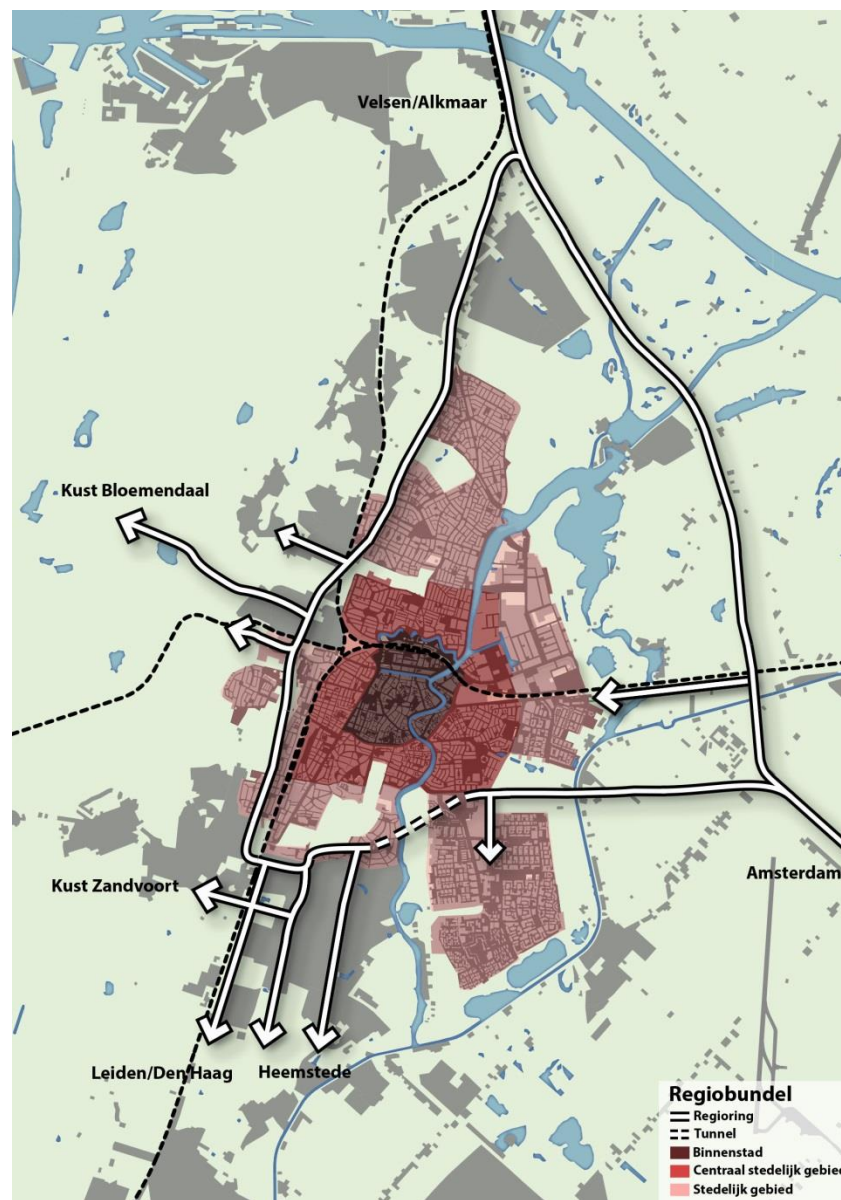 Velsen/Alkmaar
Kust Bloemendaal
Kust Zandvoort
Amsterdam
Leiden/Den Haag
Heemstede
Regiobundel
Regioring
Tunnel
Binnenstad
Centraal stedelijk gebied
Stedelijk gebied